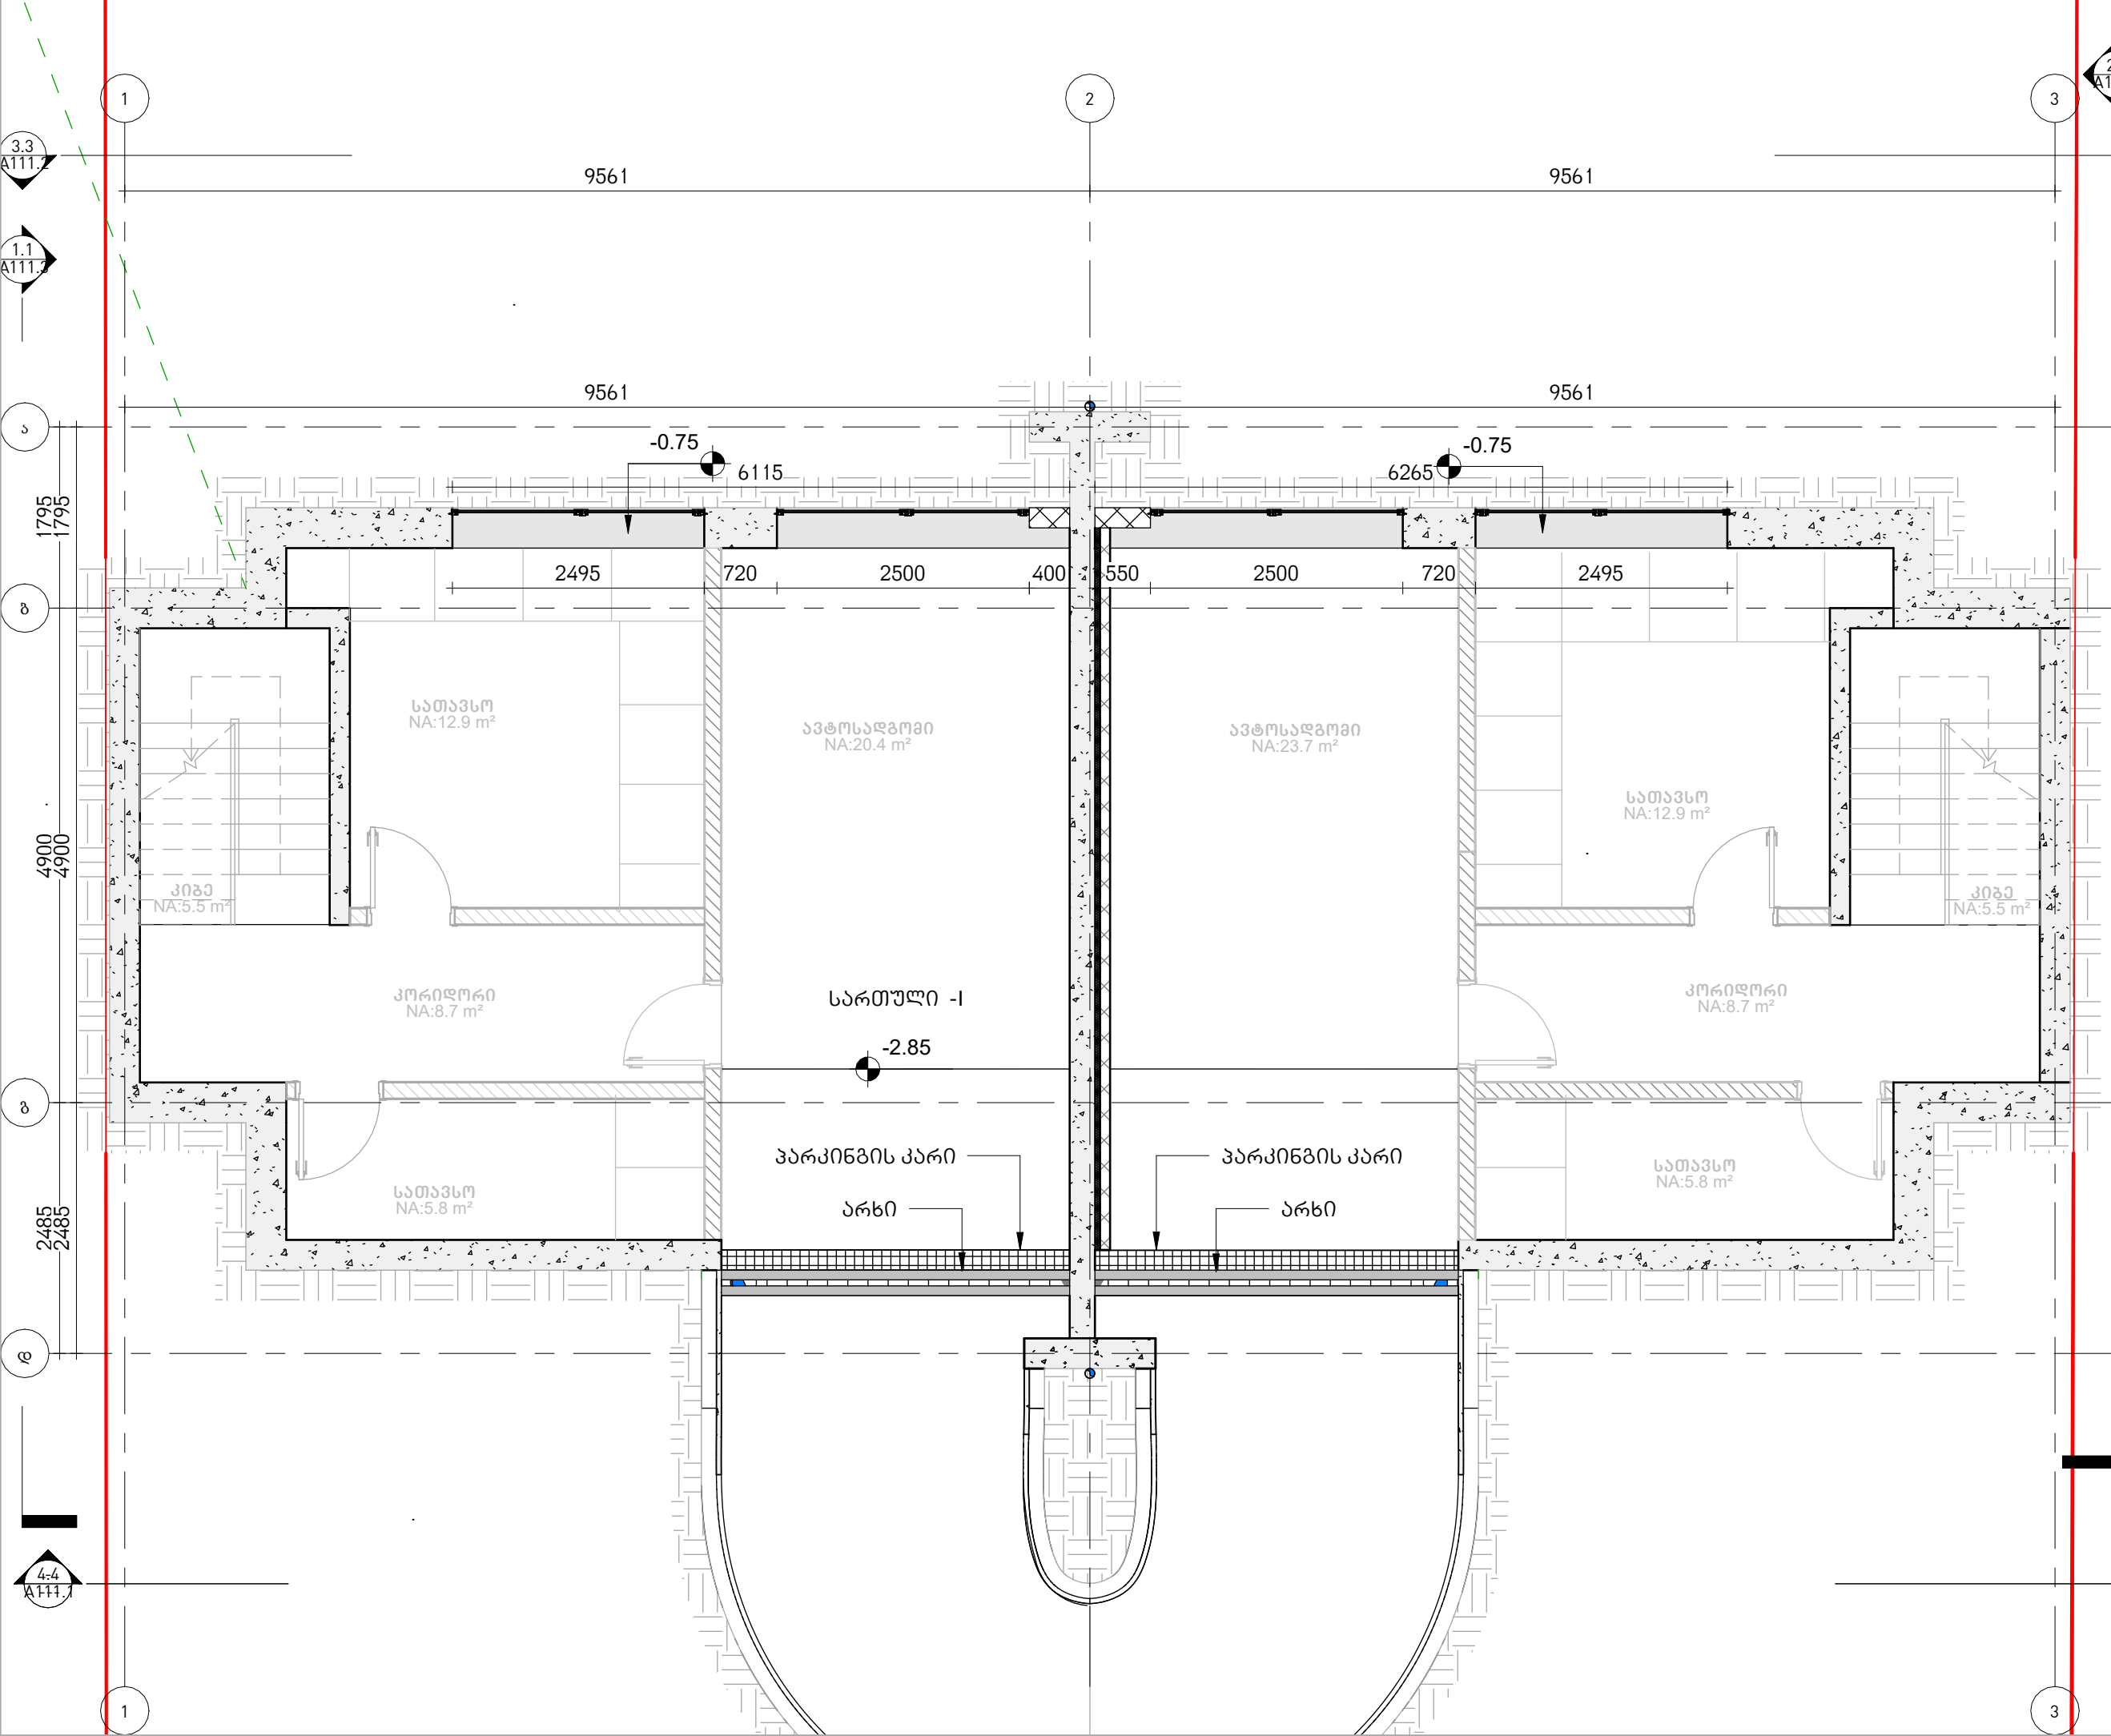 1
2
3
3.3
A111.2
9561
9561
1.1
A111.3
9561
9561
ა
-0.75
-0.75
6115
6265
1795
1795
2495
720
2500
400
550
2500
720
2495
ბ
სათავსო
NA:12.9 m²
ავტოსადგომი
NA:20.4 m²
ავტოსადგომი
NA:23.7 m²
სათავსო
NA:12.9 m²
4900
4900
კიბე
NA:5.5 m²
კიბე
NA:5.5 m²
კორიდორი
NA:8.7 m²
სართული -I
კორიდორი
NA:8.7 m²
-2.85
გ
პარკინგის კარი
პარკინგის კარი
სათავსო
NA:5.8 m²
არხი
არხი
სათავსო
NA:5.8 m²
2485
2485
დ
4.4
A111.1
1
3